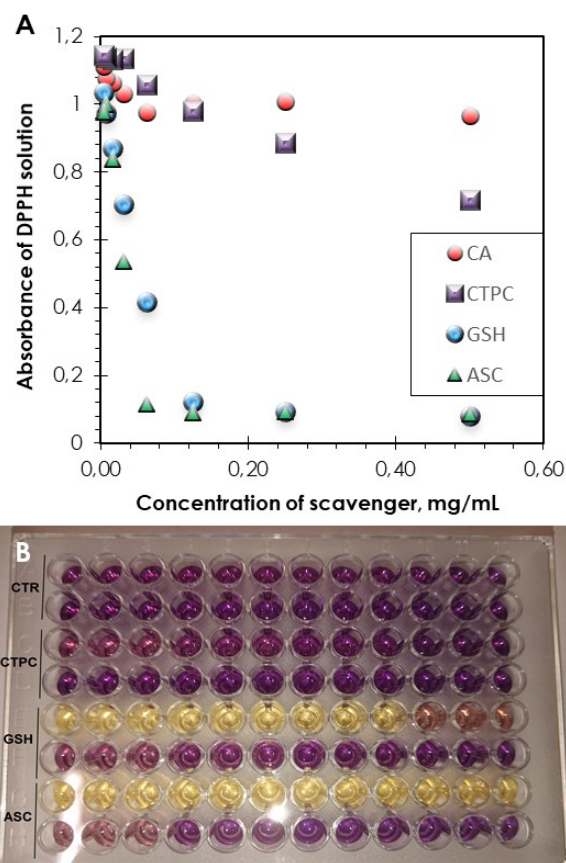 A
1,2
1
0,8
0,6
0,4
0,2
0
Absorbance of DPPH solution
CA
CTPC
GSH
ASC
0,00
0,20
0,40
0,60
Concentration of scavenger, mg/mL
B
CTR
CTPC
GSH
ASC